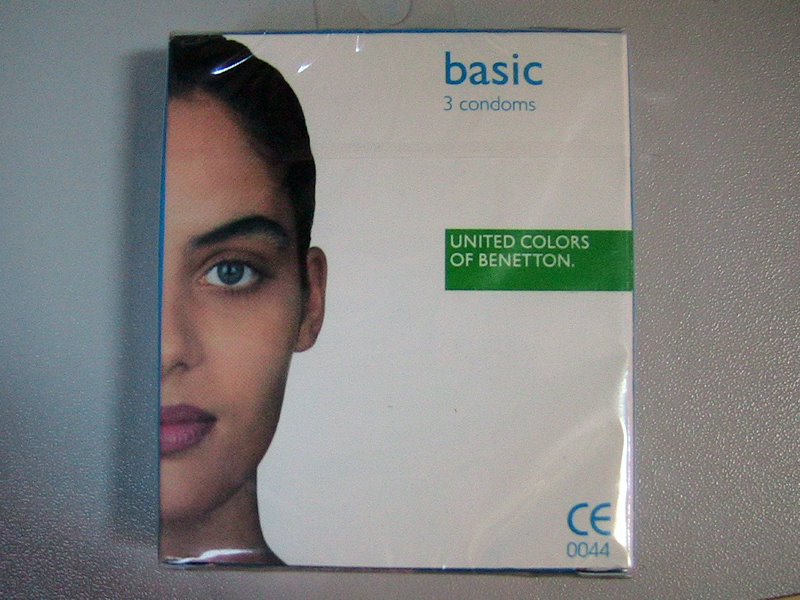 basic
3 condoms
UNITED COLORS
OF BENETTON.
CE
0044